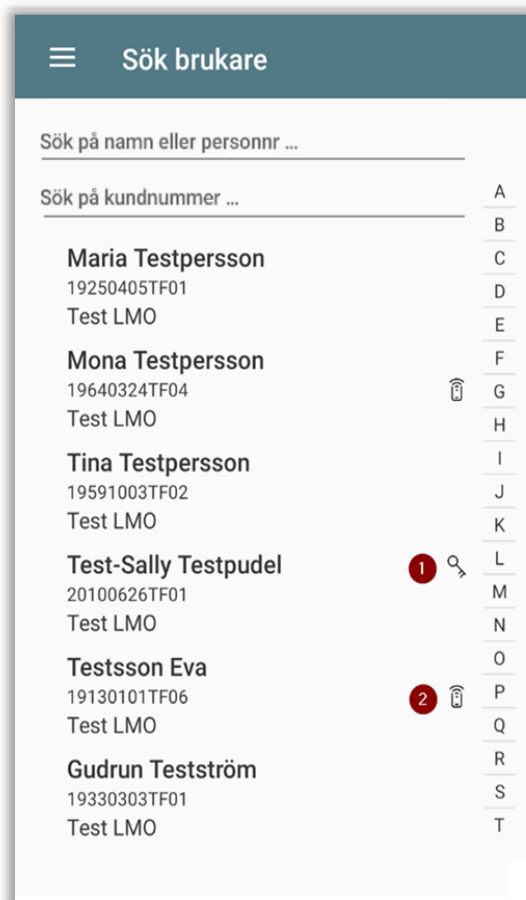 Sök brukare
Sök på namn eller personnr ...
Sök på kundnummer ...
Maria Testpersson
19250405TF01
Test LMO
Mona Testpersson
19640324TF04
Test LMO
Tina Testpersson
19591003TF02
Test LMO
Test-Sally Testpudel
1
20100626TF01
Test LMO
Testsson Eva
19130101TF06
2
Test LMO
Gudrun Testström
19330303TF01
Test LMO
A
B
C
D
E
F
G
H
I
J
K
L
M
N
O
P
Q
R
S
T